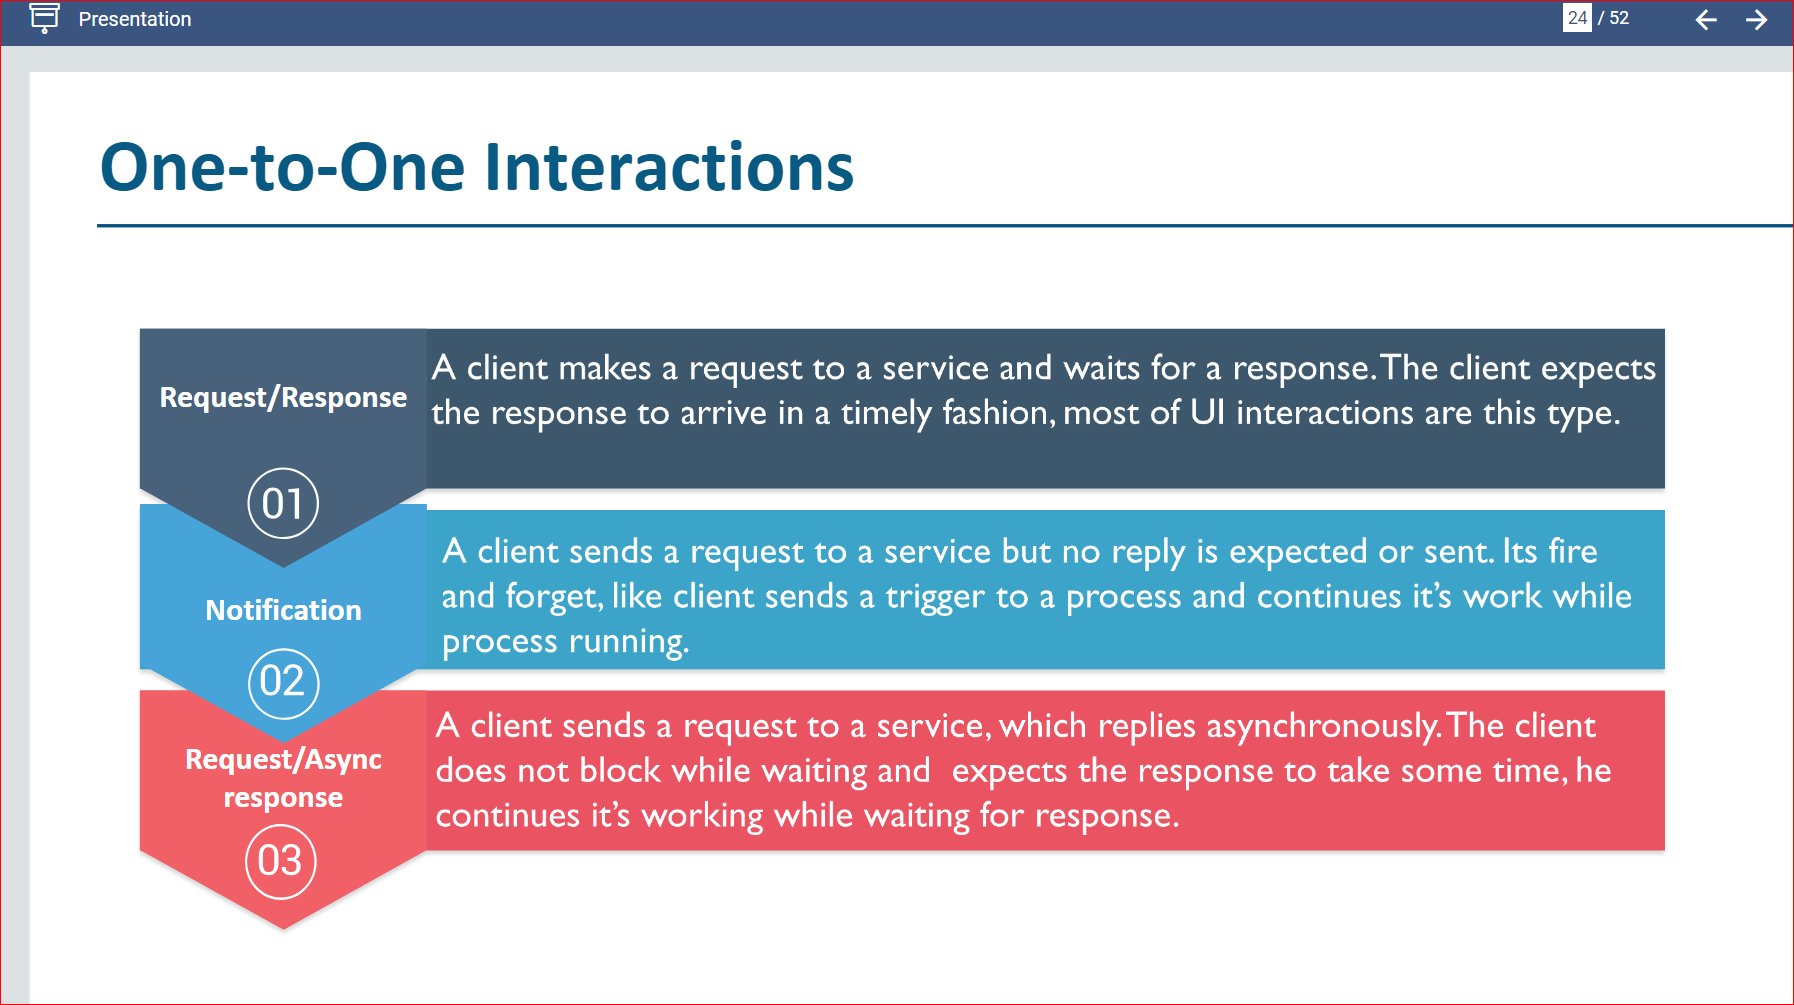 Presentation
24 / 52
One-to-One Interactions
Request/Response
01
A client makes a request to a service and waits for a response. The client expects
the response to arrive in a timely fashion, most of UI interactions are this type.
Notification
02
A client sends a request to a service but no reply is expected or sent. Its fire
and forget, like client sends a trigger to a process and continues it’s work while
process running.
Request/Async
response
03
A client sends a request to a service, which replies asynchronously. The client
does not block while waiting and expects the response to take some time, he
continues it’s working while waiting for response.